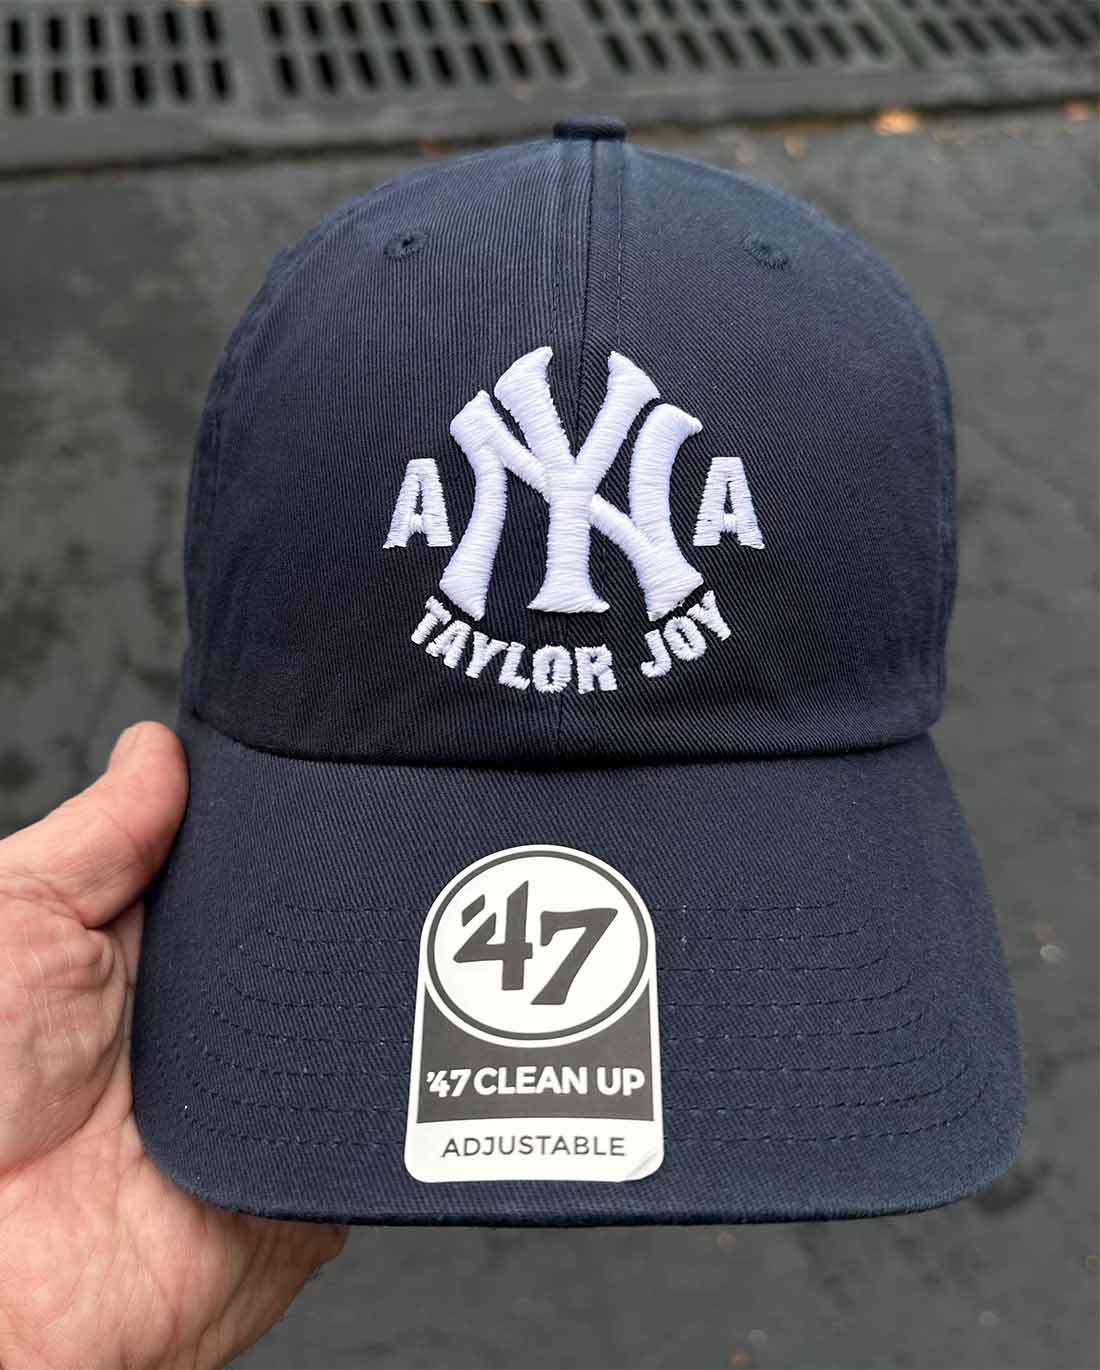 A NY A
TAYLOR JOY
'47
'47 CLEAN UP
ADJUSTABLE